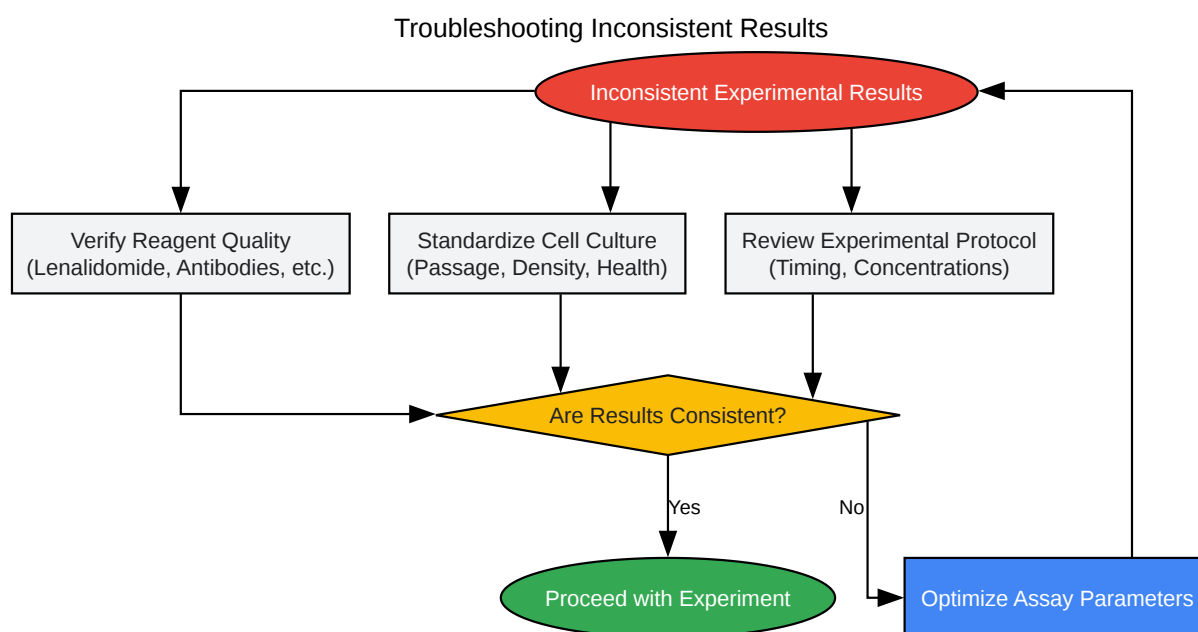 Troubleshooting Inconsistent Results
Inconsistent Experimental Results
Verify Reagent Quality
(Lenalidomide, Antibodies, etc.)
Standardize Cell Culture
(Passage, Density, Health)
Review Experimental Protocol
(Timing, Concentrations)
Are Results Consistent?
Yes
No
Proceed with Experiment
Optimize Assay Parameters